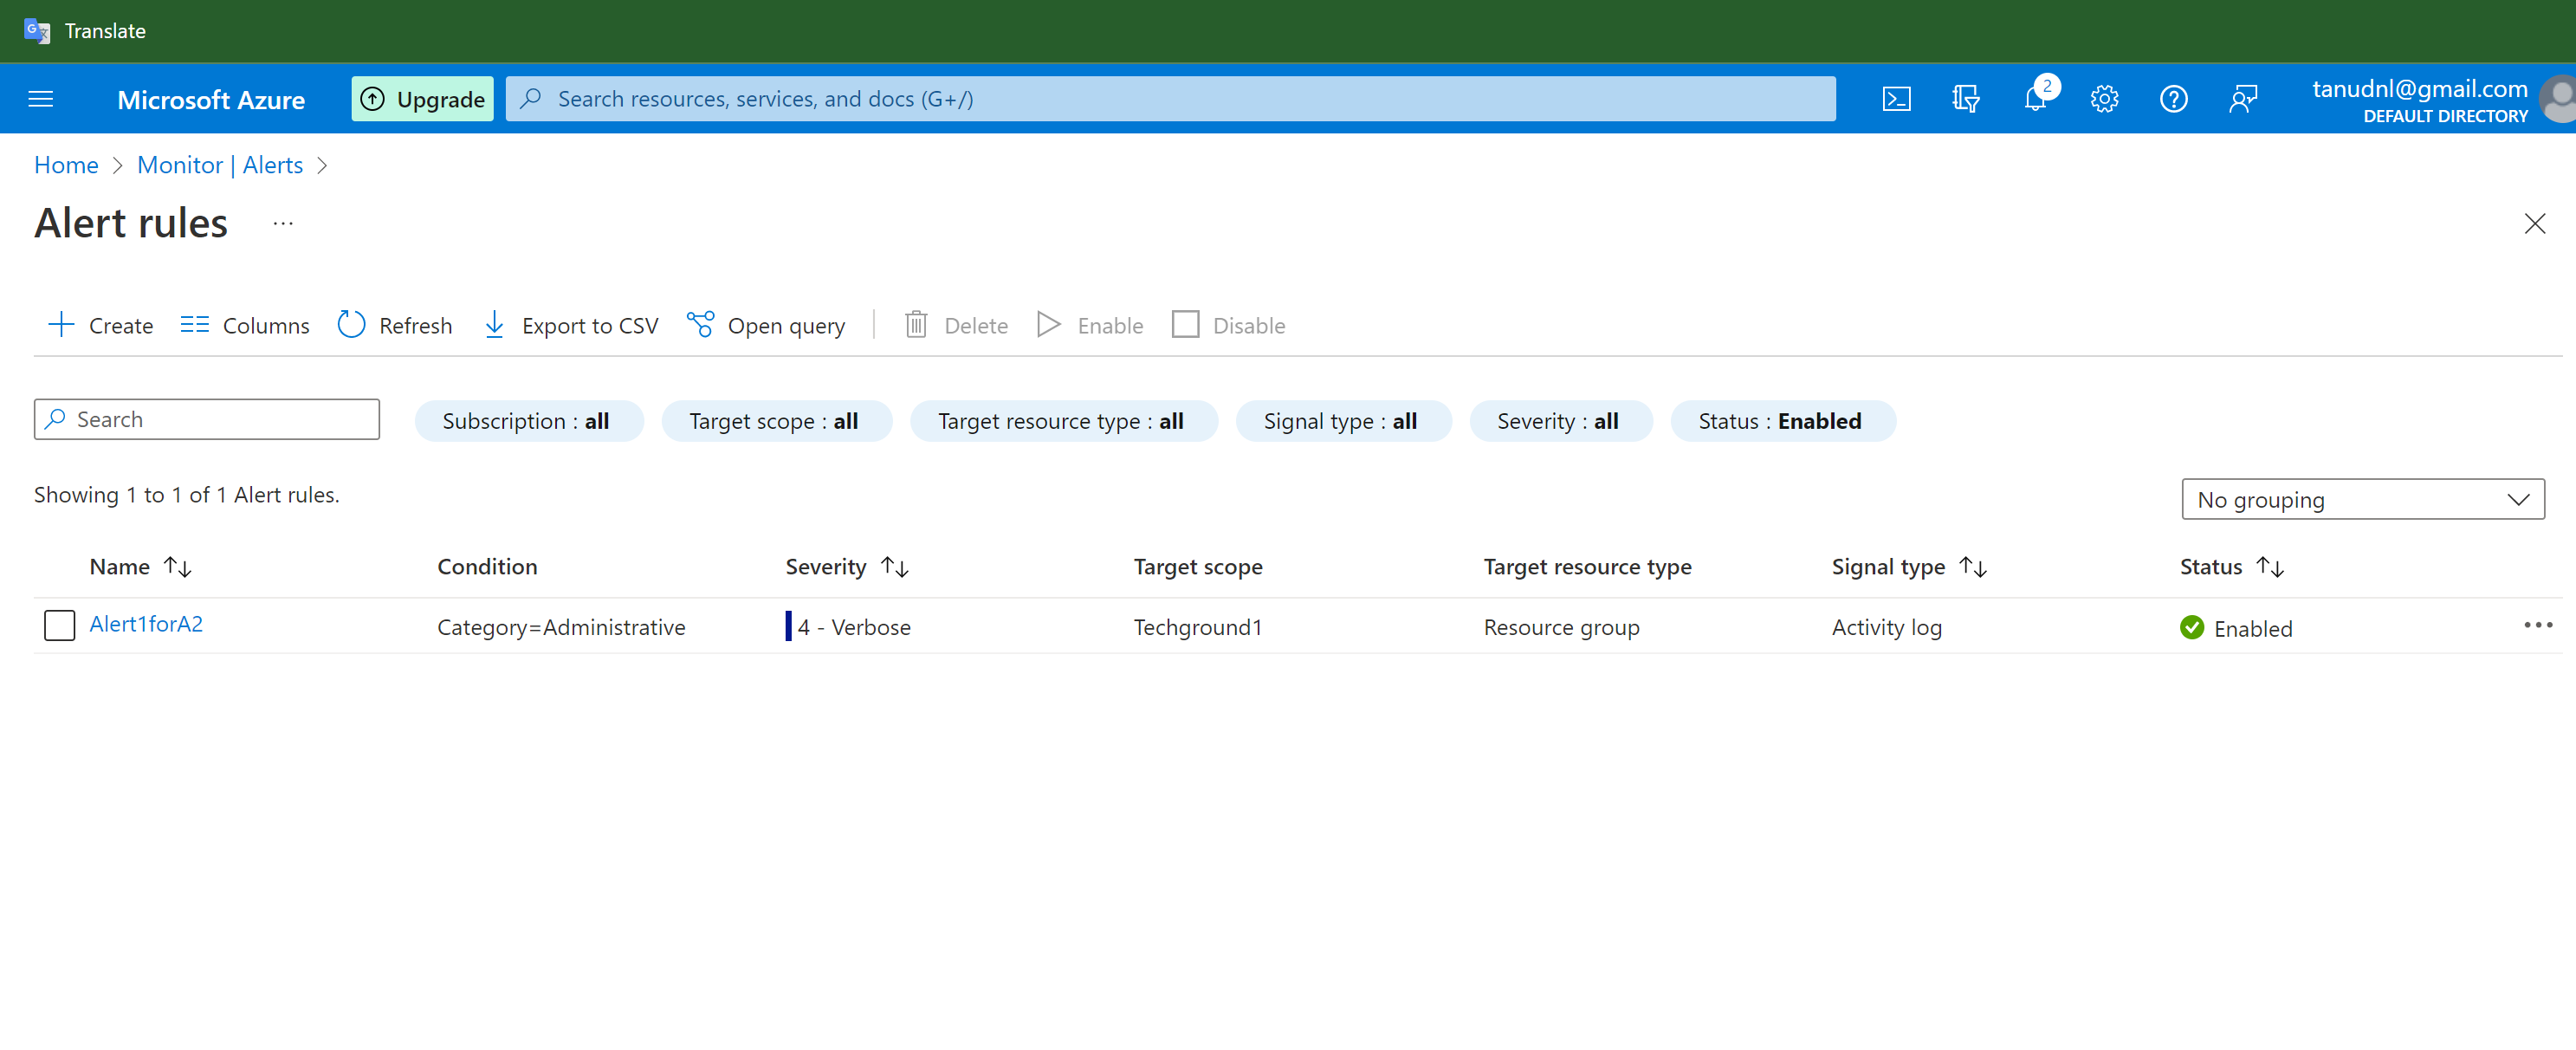 Translate
Microsoft Azure Upgrade Search resources, services, and docs (G+/) 2 tanudnl@gmail.com
DEFAULT DIRECTORY
Home > Monitor | Alerts >
Alert rules ...
Create Columns Refresh Export to CSV Open query Delete Enable Disable
Search Subscription : all Target scope : all Target resource type : all Signal type : all Severity : all Status : Enabled
Showing 1 to 1 of 1 Alert rules. No grouping
Name ↑↓ Condition Severity ↑↓ Target scope Target resource type Signal type ↑↓ Status ↑↓
Alert1forA2 Category=Administrative 4 - Verbose Techground1 Resource group Activity log Enabled ...